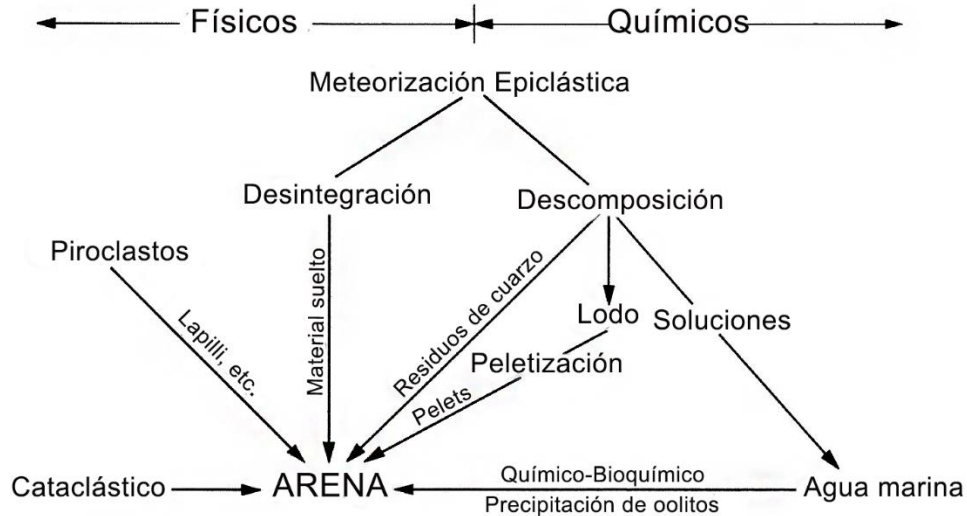 Físicos
Químicos
Meteorización Epiclástica
Desintegración
Descomposición
Piroclastos
Lapilli, etc.
Material suelto
Residuos de cuarzo
Lodo
Soluciones
Peletización
Pelets
Cataclástico
ARENA
Químico-Bioquímico
Precipitación de oolitos
Agua marina